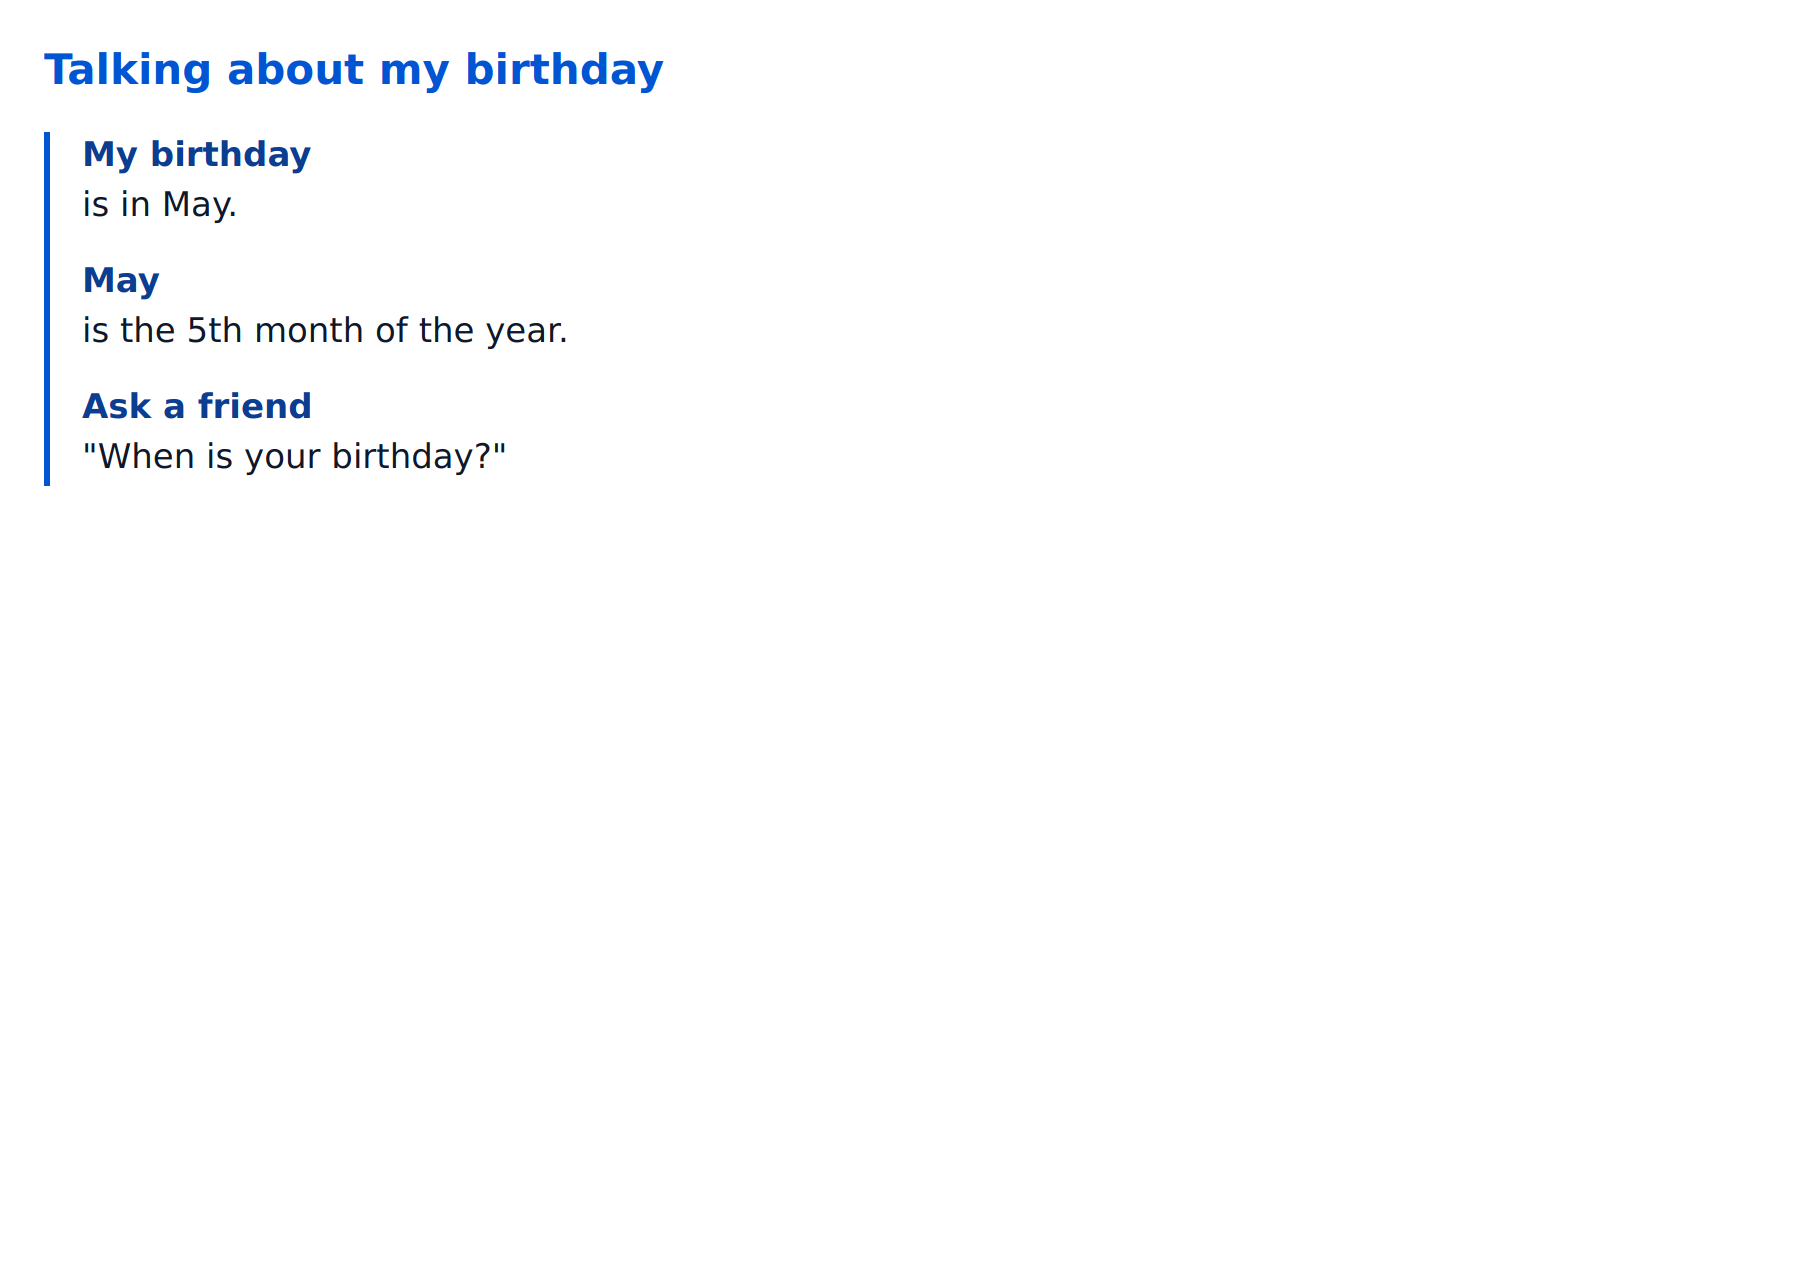 Talking about my birthday
My birthday
is in May.
May
is the 5th month of the year.
Ask a friend
"When is your birthday?"